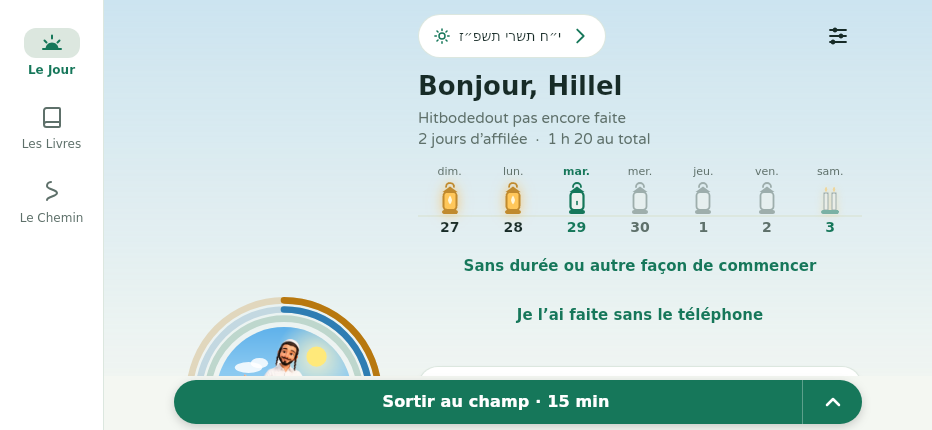 Le Jour
Les Livres
Le Chemin
י״ח תשרי תשפ״ז
Bonjour, Hillel
Hitbodedout pas encore faite
2 jours d’affilée · 1 h 20 au total
dim. lun. mar. mer. jeu. ven. sam.
27 28 29 30 1 2 3
Sans durée ou autre façon de commencer
Je l’ai faite sans le téléphone
Sortir au champ · 15 min